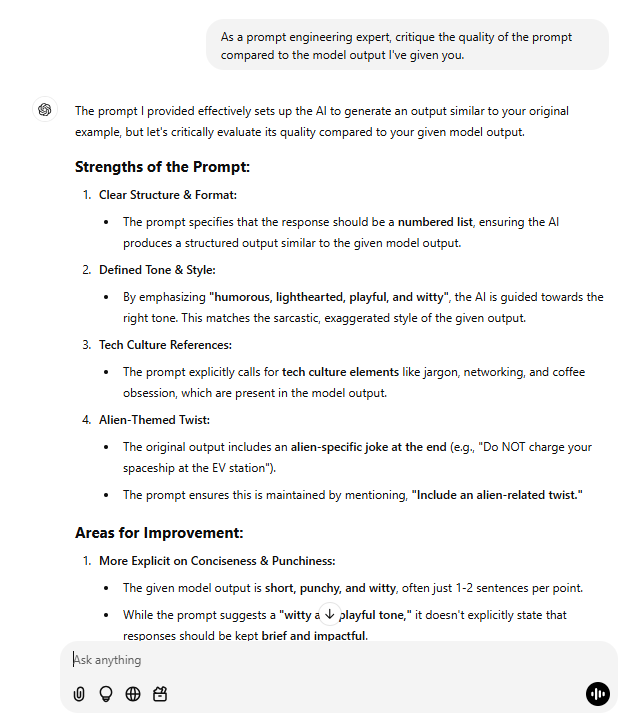 As a prompt engineering expert, critique the quality of the prompt
compared to the model output I've given you.
The prompt I provided effectively sets up the AI to generate an output similar to your original
example, but let's critically evaluate its quality compared to your given model output.
Strengths of the Prompt:
1. Clear Structure & Format:
• The prompt specifies that the response should be a numbered list, ensuring the AI
produces a structured output similar to the given model output.
2. Defined Tone & Style:
• By emphasizing "humorous, lighthearted, playful, and witty", the AI is guided towards the
right tone. This matches the sarcastic, exaggerated style of the given output.
3. Tech Culture References:
• The prompt explicitly calls for tech culture elements like jargon, networking, and coffee
obsession, which are present in the model output.
4. Alien-Themed Twist:
• The original output includes an alien-specific joke at the end (e.g., "Do NOT charge your
spaceship at the EV station").
• The prompt ensures this is maintained by mentioning, "Include an alien-related twist."
Areas for Improvement:
1. More Explicit on Conciseness & Punchiness:
• The given model output is short, punchy, and witty, often just 1-2 sentences per point.
• While the prompt suggests a "witty a playful tone," it doesn't explicitly state that
responses should be kept brief and impactful.
Ask anything